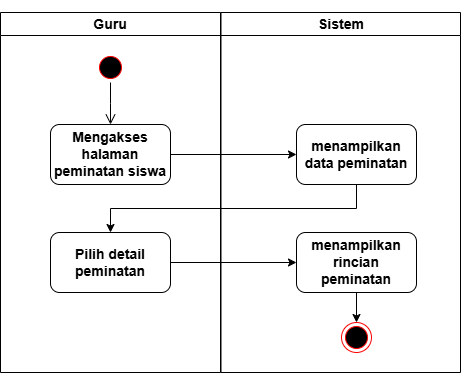 Guru
Sistem
Mengakses
halaman
peminatan siswa
menampilkan
data peminatan
Pilih detail
peminatan
menampilkan
rincian
peminatan